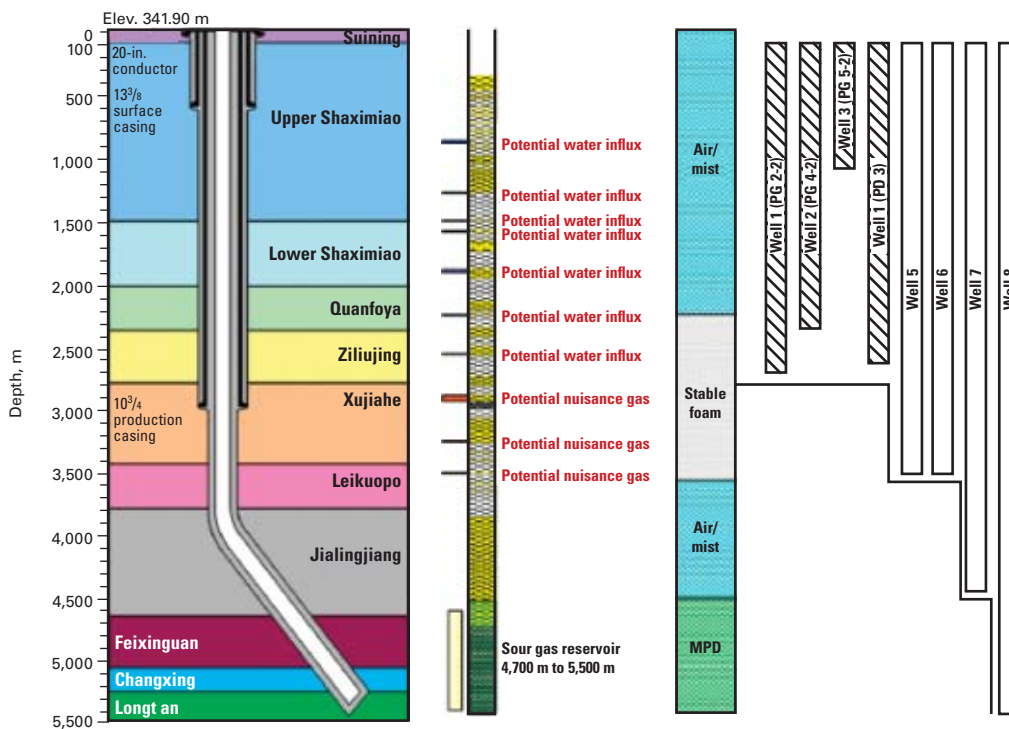 Elev. 341.90 m
0
100
500
1,000
1,500
2,000
2,500
3,000
3,500
4,000
4,500
5,000
5,500
Depth, m
20-in.
conductor
13 3/8
surface
casing
10 3/4
production
casing
Suining
Upper Shaximiao
Lower Shaximiao
Quanfoya
Ziliujing
Xujiahe
Leikuopo
Jialingjiang
Feixinguan
Changxing
Longt an
Potential water influx
Potential water influx
Potential water influx
Potential water influx
Potential water influx
Potential water influx
Potential water influx
Potential nuisance gas
Potential nuisance gas
Potential nuisance gas
Sour gas reservoir
4,700 m to 5,500 m
Air/
mist
Stable
foam
Air/
mist
MPD
Well 1 (PG 2-2)
Well 2 (PG 4-2)
Well 3 (PG 5-2)
Well 1 (PD 3)
Well 5
Well 6
Well 7
Well 8